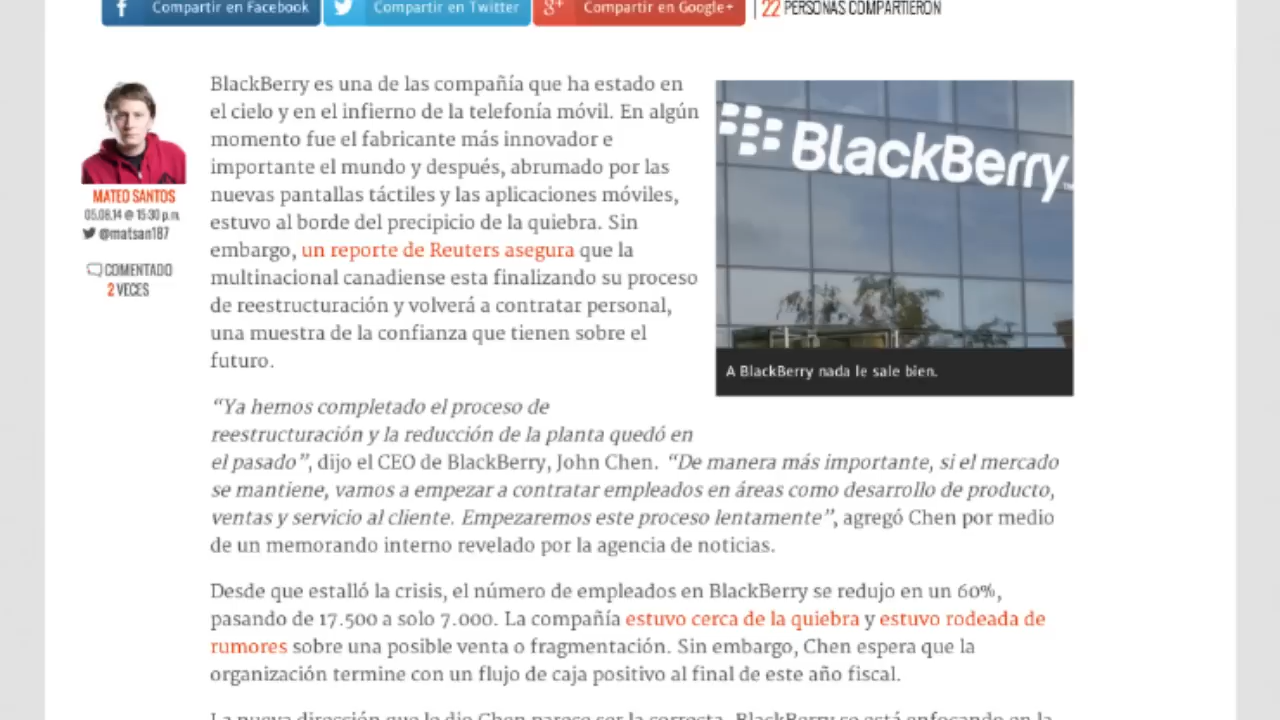 Compartir en Facebook
Compartir en Twitter
Compartir en Google+
22 PERSONAS COMPARTIERON
MATEO SANTOS
05.08.14 @ 15:30 p.m.
@matsan187
COMENTADO
2 VECES
BlackBerry es una de las compañía que ha estado en
el cielo y en el infierno de la telefonía móvil. En algún
momento fue el fabricante más innovador e
importante el mundo y después, abrumado por las
nuevas pantallas táctiles y las aplicaciones móviles,
estuvo al borde del precipicio de la quiebra. Sin
embargo, un reporte de Reuters asegura que la
multinacional canadiense esta finalizando su proceso
de reestructuración y volverá a contratar personal,
una muestra de la confianza que tienen sobre el
futuro.
BlackBerry
A BlackBerry nada le sale bien.
“Ya hemos completado el proceso de
reestructuración y la reducción de la planta quedó en
el pasado”, dijo el CEO de BlackBerry, John Chen. “De manera más importante, si el mercado
se mantiene, vamos a empezar a contratar empleados en áreas como desarrollo de producto,
ventas y servicio al cliente. Empezaremos este proceso lentamente”, agregó Chen por medio
de un memorando interno revelado por la agencia de noticias.
Desde que estalló la crisis, el número de empleados en BlackBerry se redujo en un 60%,
pasando de 17.500 a solo 7.000. La compañía estuvo cerca de la quiebra y estuvo rodeada de
rumores sobre una posible venta o fragmentación. Sin embargo, Chen espera que la
organización termine con un flujo de caja positivo al final de este año fiscal.
La nueva dirección que le dio Chen parece ser la correcta. BlackBerry se está enfocando en la